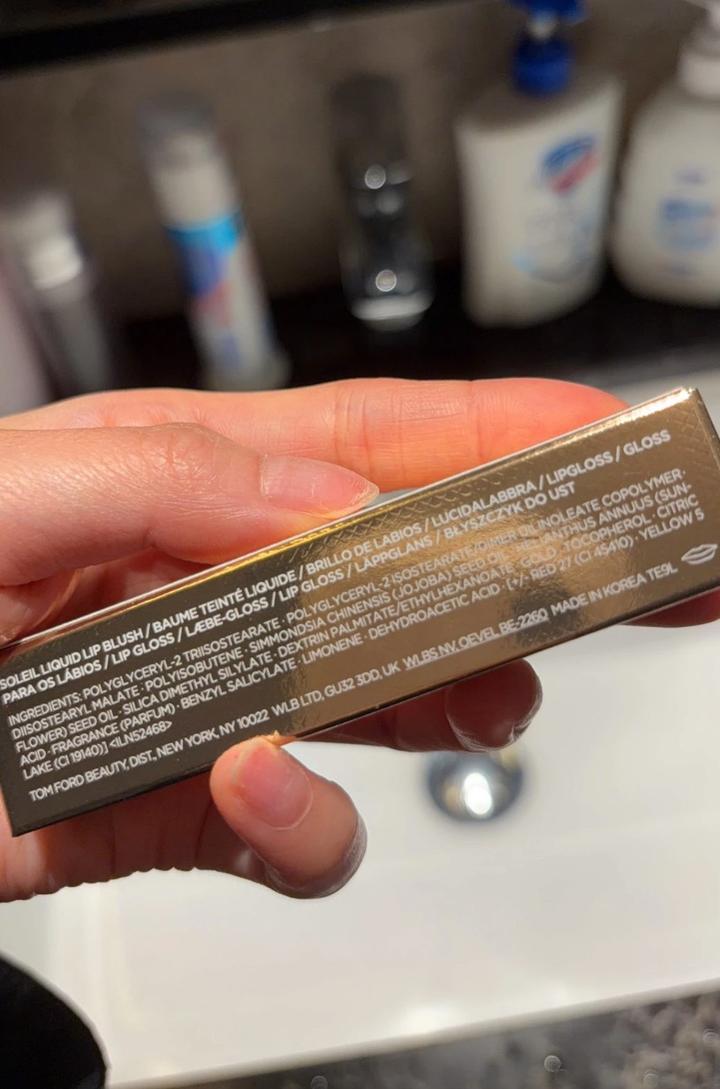 SOLEIL LIQUID LIP BLUSH / BAUME TEINTÉ LIQUIDE / BRILLO DE LABIOS / LUCIDALABBRA / LIPGLOSS / GLOSS
PARA OS LÁBIOS / LIP GLOSS / LÆBE-GLOSS / LIP GLOSS / LÄPPGLANS / BŁYSZCZYK DO UST
INGREDIENTS: POLYGLYCERYL-2 TRIISOSTEARATE · POLYGLYCERYL-2 ISOSTEARATE/DIMER DILINOLEATE COPOLYMER ·
DIISOSTEARYL MALATE · POLYISOBUTENE · SIMMONDSIA CHINENSIS (JOJOBA) SEED OIL · HELIANTHUS ANNUUS (SUN-
FLOWER) SEED OIL · SILICA DIMETHYL SILYLATE · DEXTRIN PALMITATE/ETHYLHEXANOATE · GOLD · TOCOPHEROL · CITRIC
ACID · FRAGRANCE (PARFUM) · BENZYL SALICYLATE · LIMONENE · DEHYDROACETIC ACID · [+/- RED 27 (CI 45410) · YELLOW 5
LAKE (CI 19140)] <ILN52468>
TOM FORD BEAUTY, DIST., NEW YORK, NY 10022 WLB LTD, GU32 3DD, UK WLBS NV. OEVEL BE-2260 MADE IN KOREA TE9L